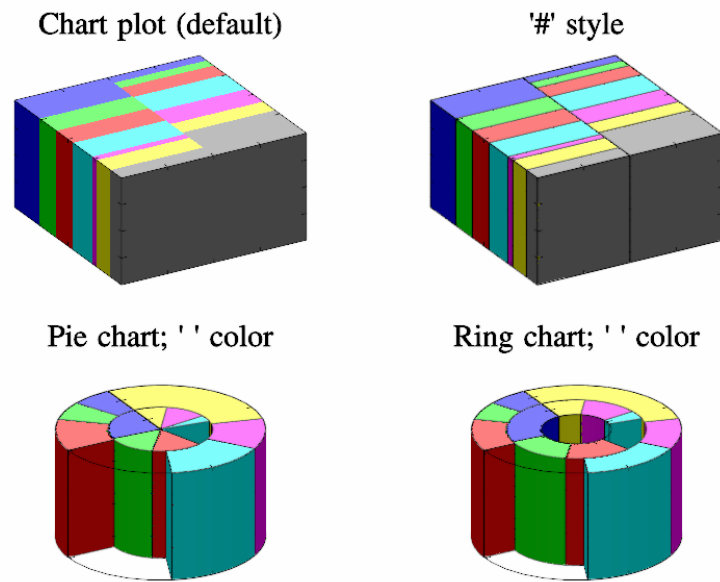 Chart plot (default)
'#' style
Pie chart; ' ' color
Ring chart; ' ' color